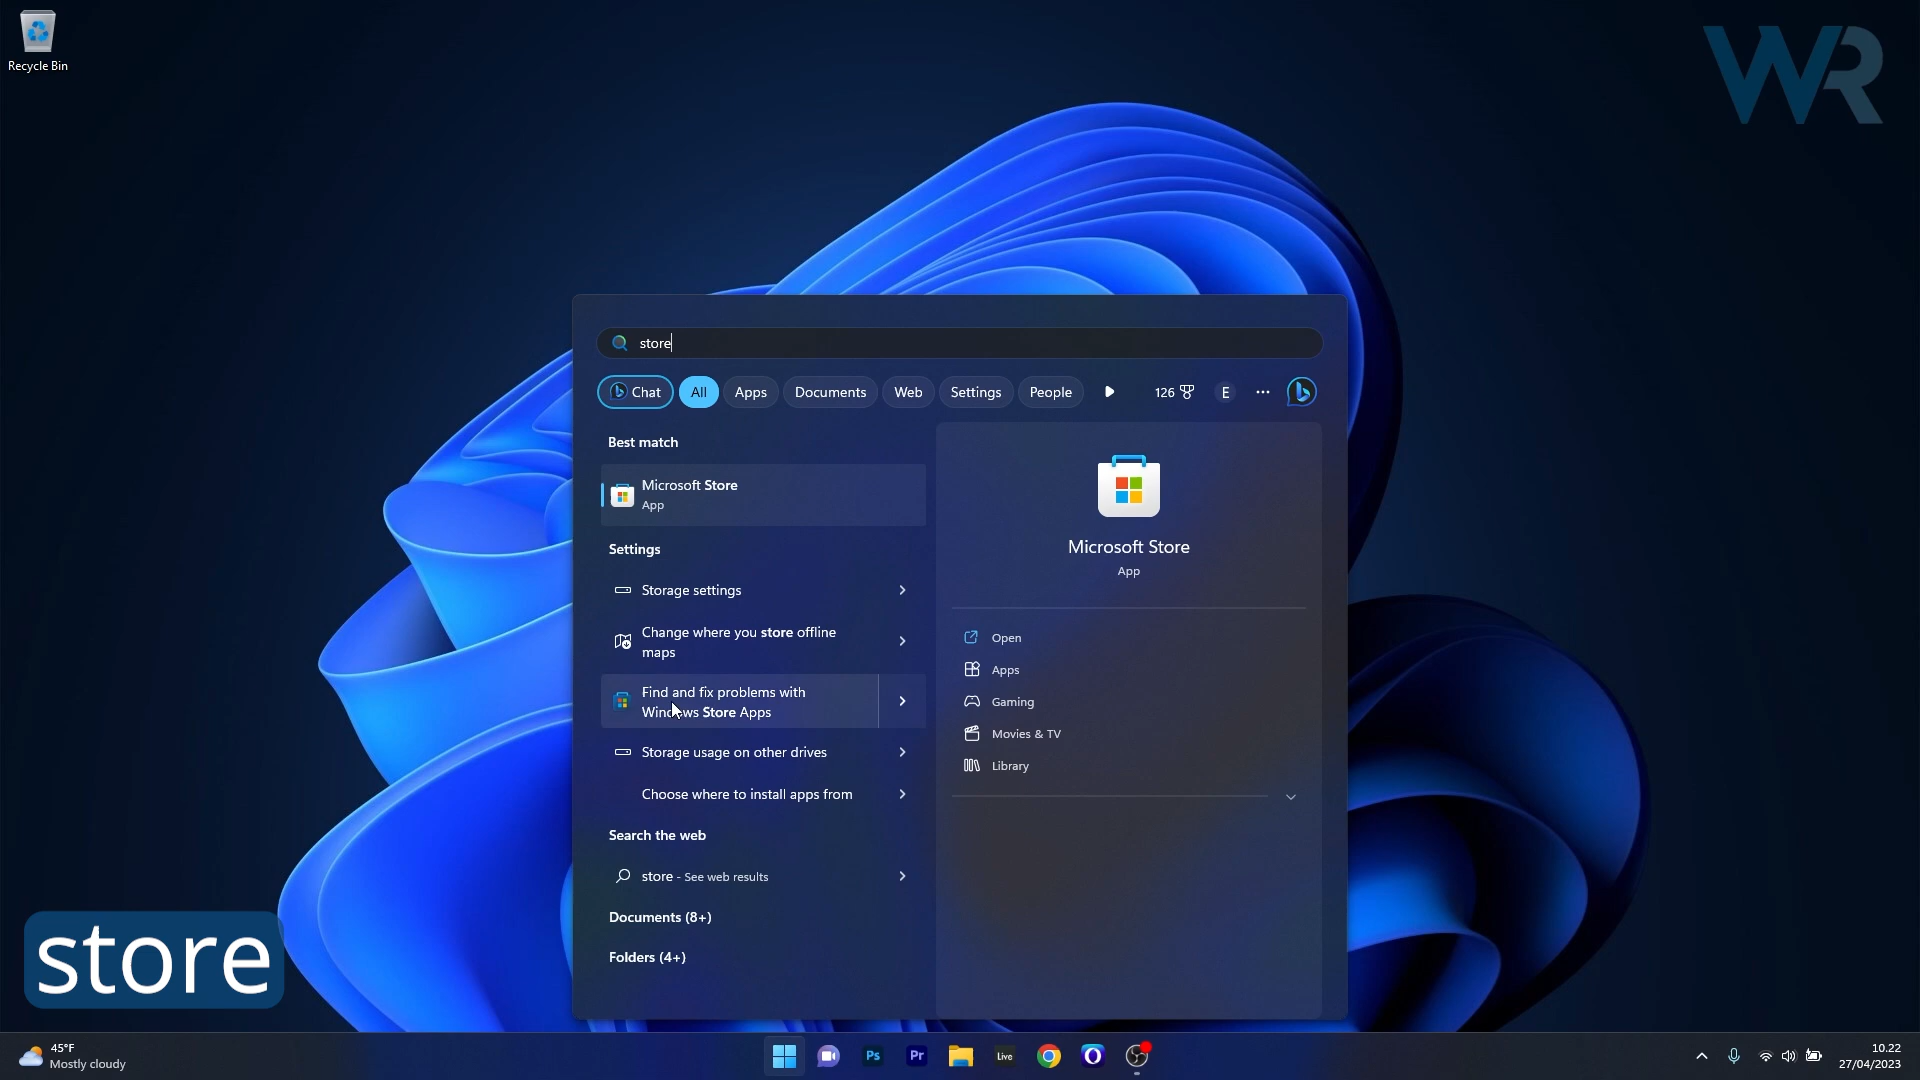 Recycle Bin
WR
store
Chat All Apps Documents Web Settings People 126 E
Best match
Microsoft Store
App
Settings
Storage settings
Change where you store offline
maps
Find and fix problems with
Windows Store Apps
Storage usage on other drives
Choose where to install apps from
Search the web
store - See web results
Documents (8+)
Folders (4+)
Microsoft Store
App
Open
Apps
Gaming
Movies & TV
Library
store
45°F
Mostly cloudy
Ps
Pr
Live
10.22
27/04/2023